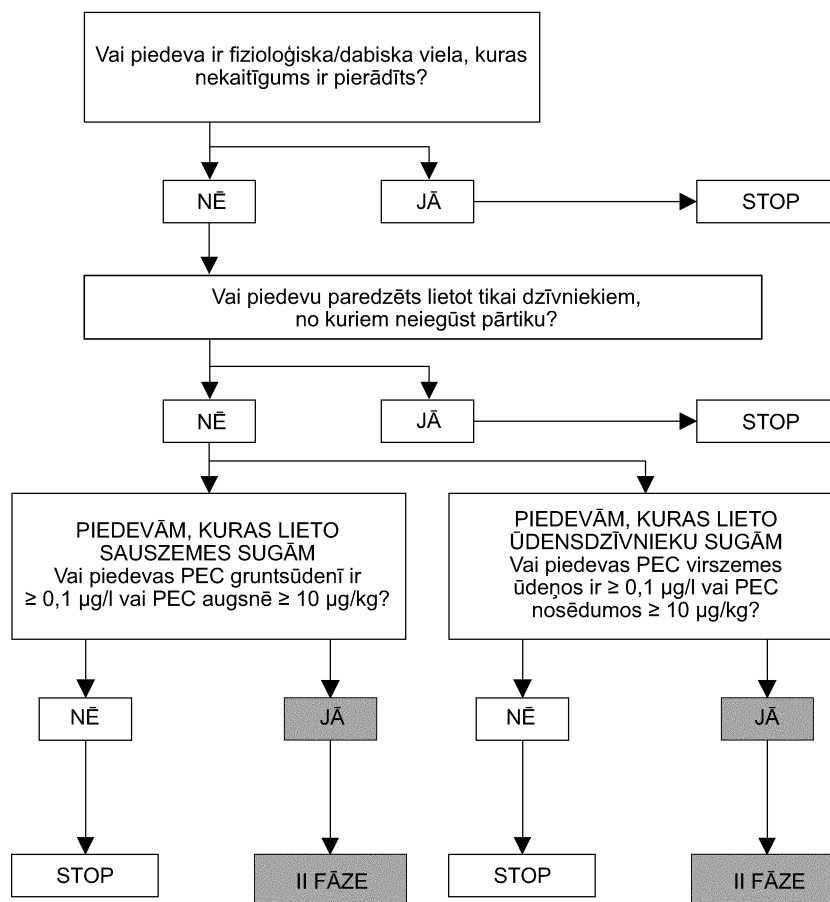 Vai piedeva ir fizioloģiska/dabiska viela, kuras
nekaitīgums ir pierādīts?
NĒ
JĀ
STOP
Vai piedevu paredzēts lietot tikai dzīvniekiem,
no kuriem neiegūst pārtiku?
NĒ
JĀ
STOP
PIEDEVĀM, KURAS LIETO
SAUSZEMES SUGĀM
Vai piedevas PEC gruntsūdenī ir
≥ 0,1 µg/l vai PEC augsnē ≥ 10 µg/kg?
PIEDEVĀM, KURAS LIETO
ŪDENSDZĪVNIEKU SUGĀM
Vai piedevas PEC virszemes
ūdeņos ir ≥ 0,1 µg/l vai PEC
nosēdumos ≥ 10 µg/kg?
NĒ
JĀ
NĒ
JĀ
STOP
II FĀZE
STOP
II FĀZE